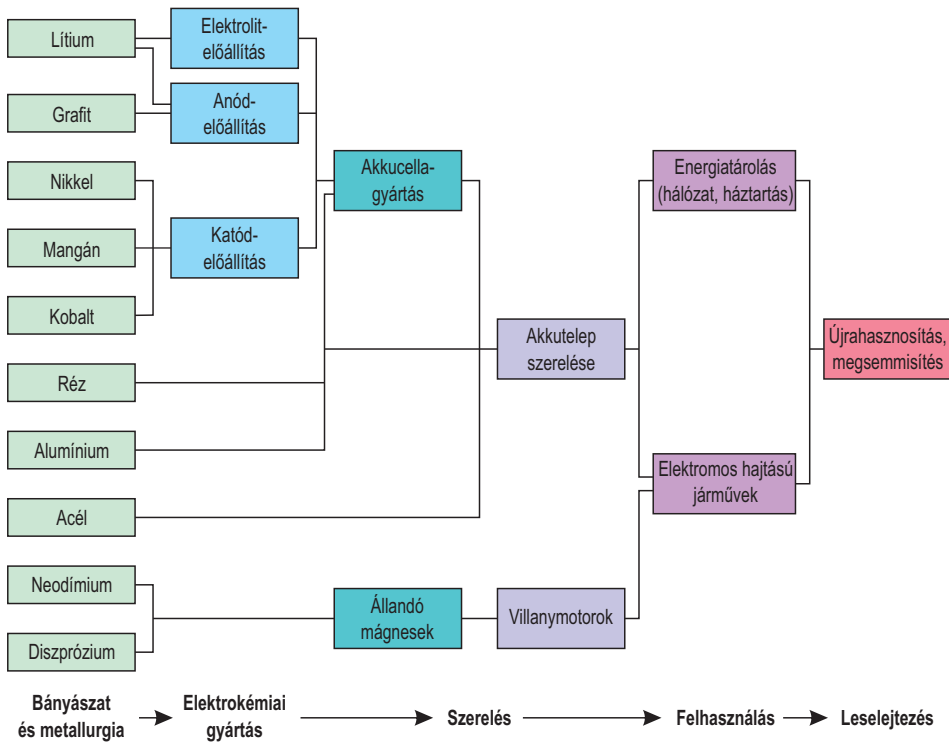 Lítium
Grafit
Nikkel
Mangán
Kobalt
Réz
Alumínium
Acél
Neodímium
Diszprózium
Elektrolit-
előállítás
Anód-
előállítás
Katód-
előállítás
Akkucella-
gyártás
Állandó
mágnesek
Akkutelep
szerelése
Villanymotorok
Energiatárolás
(hálózat, háztartás)
Elektromos hajtású
járművek
Újrahasznosítás,
megsemmisítés
Bányászat
és metallurgia
Elektrokémiai
gyártás
Szerelés
Felhasználás
Leselejtezés